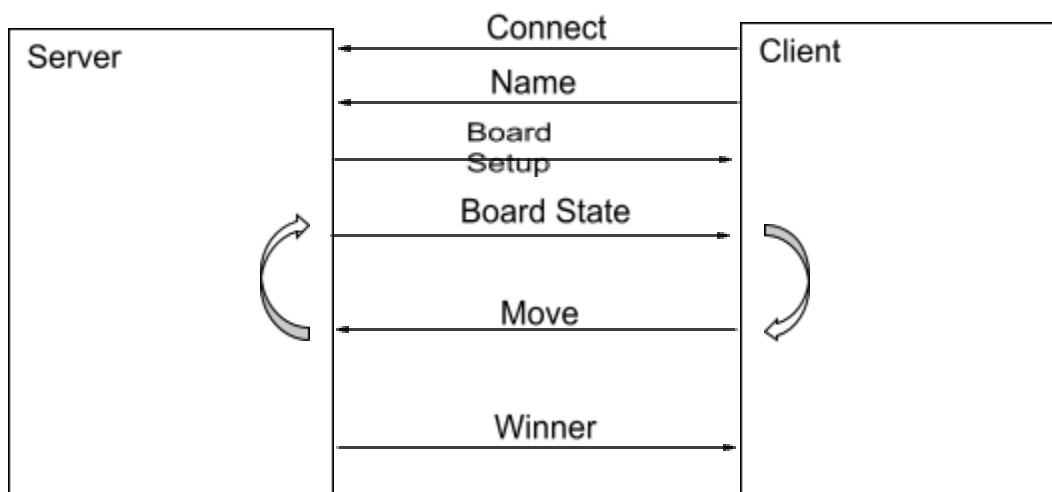 Server
Connect
Client
Name
Board
Setup
Board State
Move
Winner